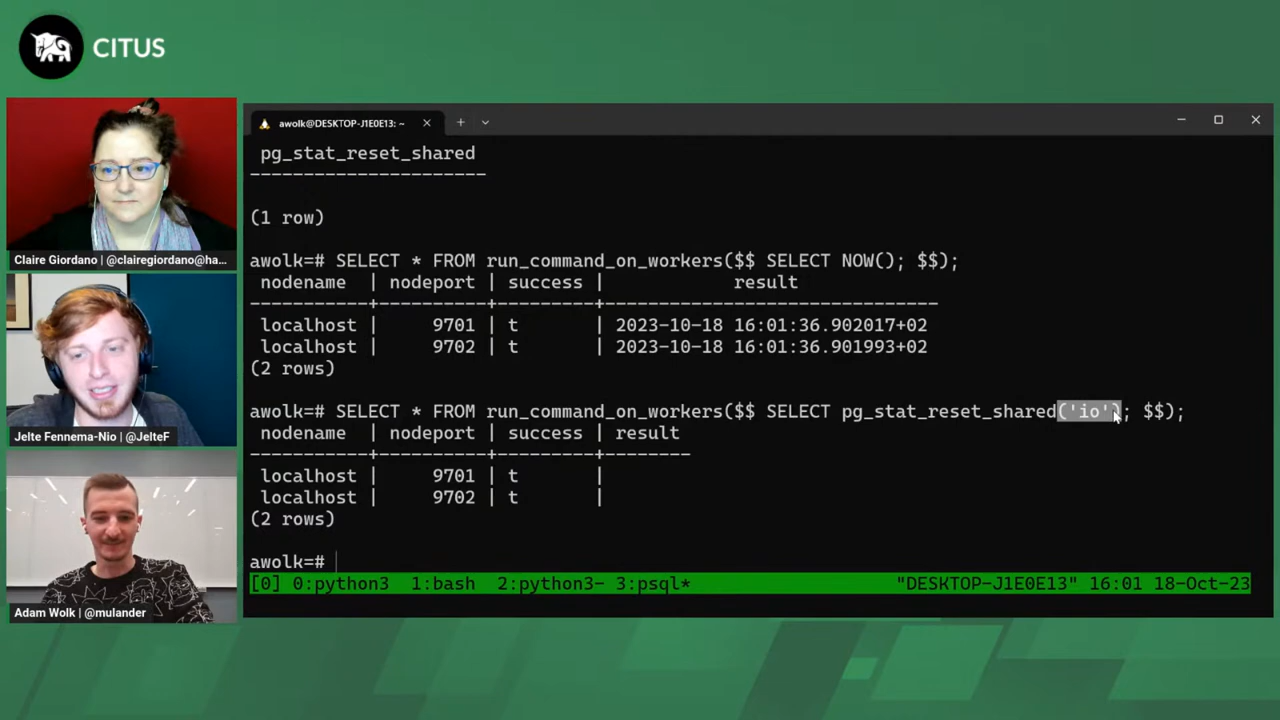 CITUS
Claire Giordano | @clairegiordano@ha...
Jelte Fennema-Nio | @JelteF
Adam Wolk | @mulander
awolk@DESKTOP-J1E0E13: ~
pg_stat_reset_shared
----------------------
(1 row)
awolk=# SELECT * FROM run_command_on_workers($$ SELECT NOW(); $$);
nodename | nodeport | success | result
-----------+----------+---------+-------------------------------
localhost | 9701 | t | 2023-10-18 16:01:36.902017+02
localhost | 9702 | t | 2023-10-18 16:01:36.901993+02
(2 rows)
awolk=# SELECT * FROM run_command_on_workers($$ SELECT pg_stat_reset_shared('io'); $$);
nodename | nodeport | success | result
-----------+----------+---------+--------
localhost | 9701 | t |
localhost | 9702 | t |
(2 rows)
awolk=#
[0] 0:python3 1:bash 2:python3- 3:psql* "DESKTOP-J1E0E13" 16:01 18-Oct-23